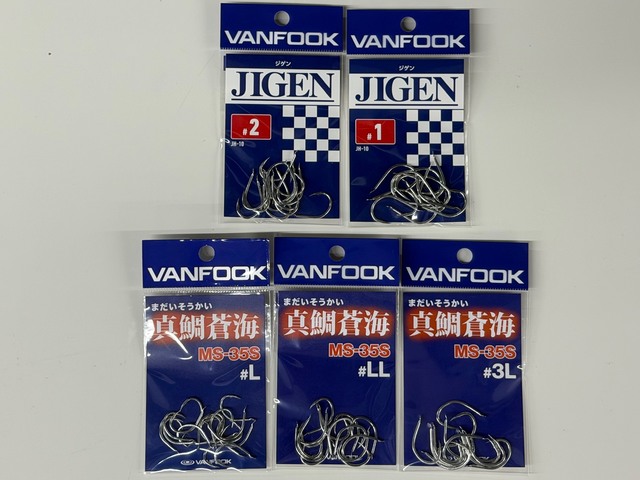 VANFOOK
ジゲン
JIGEN
#2
JH-10
VANFOOK
ジゲン
JIGEN
#1
JH-10
VANFOOK
まだいそうかい
真鯛蒼海
MS-35S
#L
VANFOOK
VANFOOK
まだいそうかい
真鯛蒼海
MS-35S
#LL
VANFOOK
まだいそうかい
真鯛蒼海
MS-35S
#3L